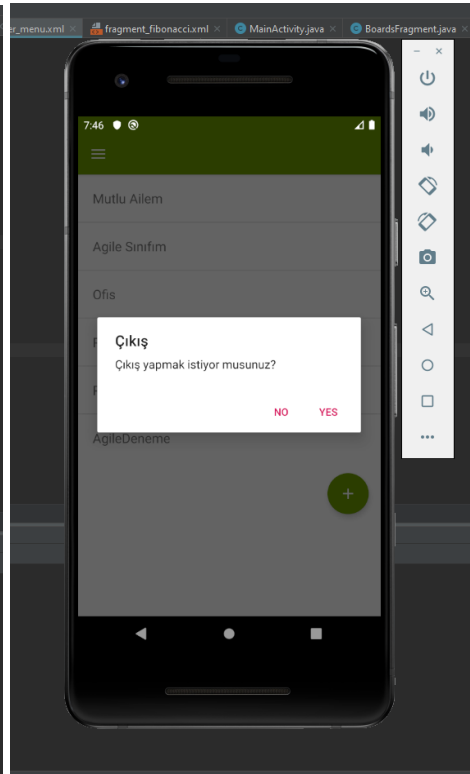 er_menu.xml fragment_fibonacci.xml MainActivity.java BoardsFragment.java
7:46
Mutlu Ailem
Agile Sınıfım
Ofis
Çıkış
Çıkış yapmak istiyor musunuz?
NO YES
AgileDeneme